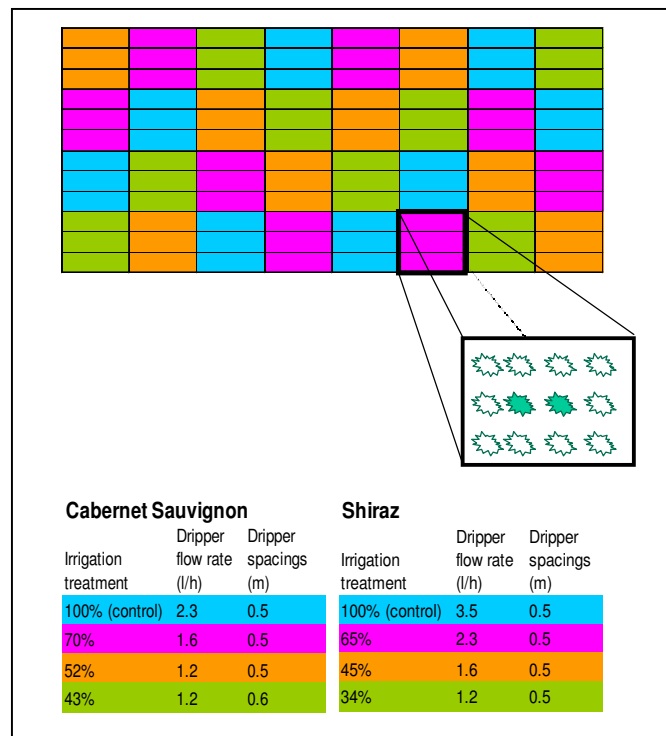 Cabernet Sauvignon
Irrigation treatment Dripper flow rate (l/h) Dripper spacings (m)
100% (control) 2.3 0.5
70% 1.6 0.5
52% 1.2 0.5
43% 1.2 0.6
Shiraz
Irrigation treatment Dripper flow rate (l/h) Dripper spacings (m)
100% (control) 3.5 0.5
65% 2.3 0.5
45% 1.6 0.5
34% 1.2 0.5